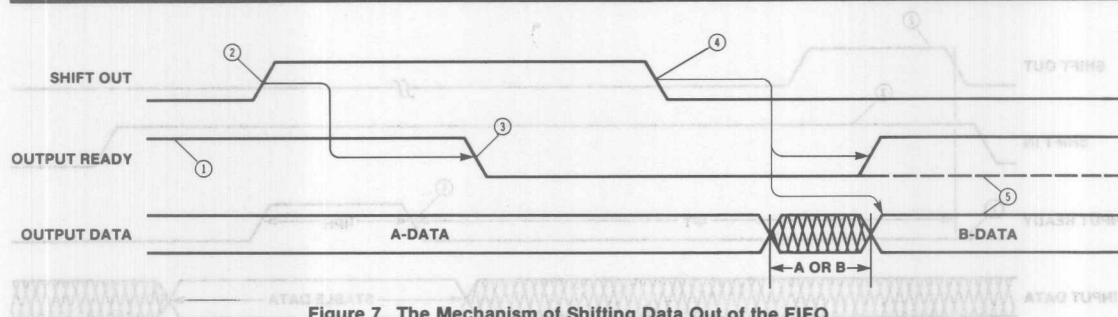 ② ④
SHIFT OUT
OUTPUT READY ① ③
⑤
OUTPUT DATA A-DATA B-DATA
A OR B
Figure 7. The Mechanism of Shifting Data Out of the FIFO